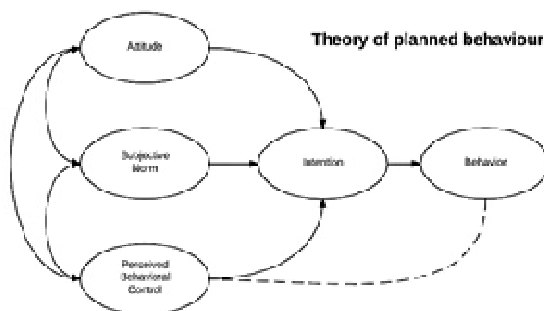 Theory of planned behaviour
Attitude
Subjective
Norm
Intention
Behavior
Perceived
Behavioral
Control